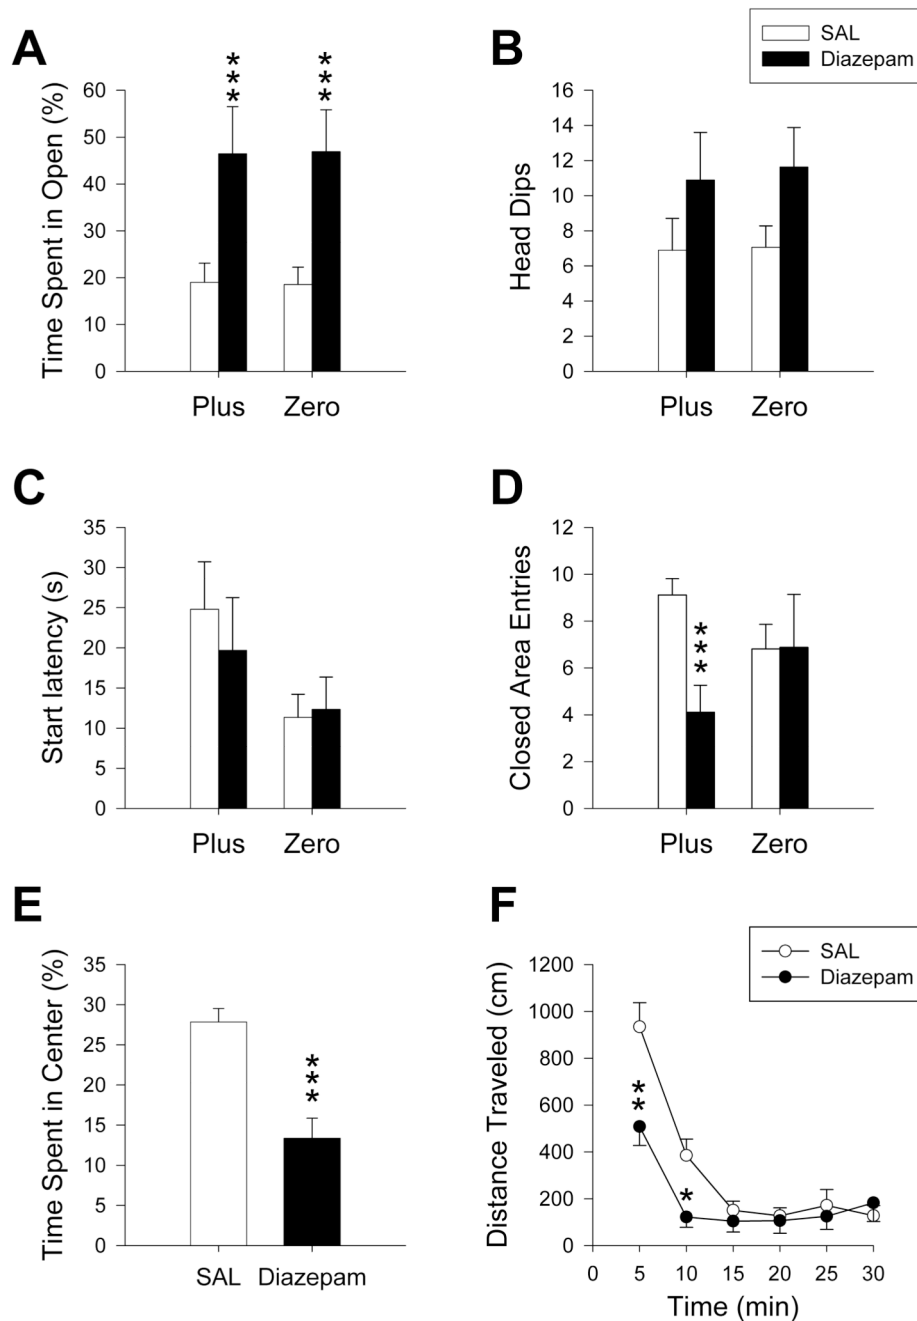 A
Time Spent in Open (%)
60
50
40
30
20
10
0
***
***
Plus Zero
B
SAL
Diazepam
Head Dips
16
14
12
10
8
6
4
2
0
Plus Zero
C
Start latency (s)
35
30
25
20
15
10
5
0
Plus Zero
D
Closed Area Entries
12
10
8
6
4
2
0
***
Plus Zero
E
Time Spent in Center (%)
35
30
25
20
15
10
5
0
***
SAL Diazepam
F
SAL
Diazepam
Distance Traveled (cm)
1200
1000
800
600
400
200
0
**
*
0 5 10 15 20 25 30
Time (min)